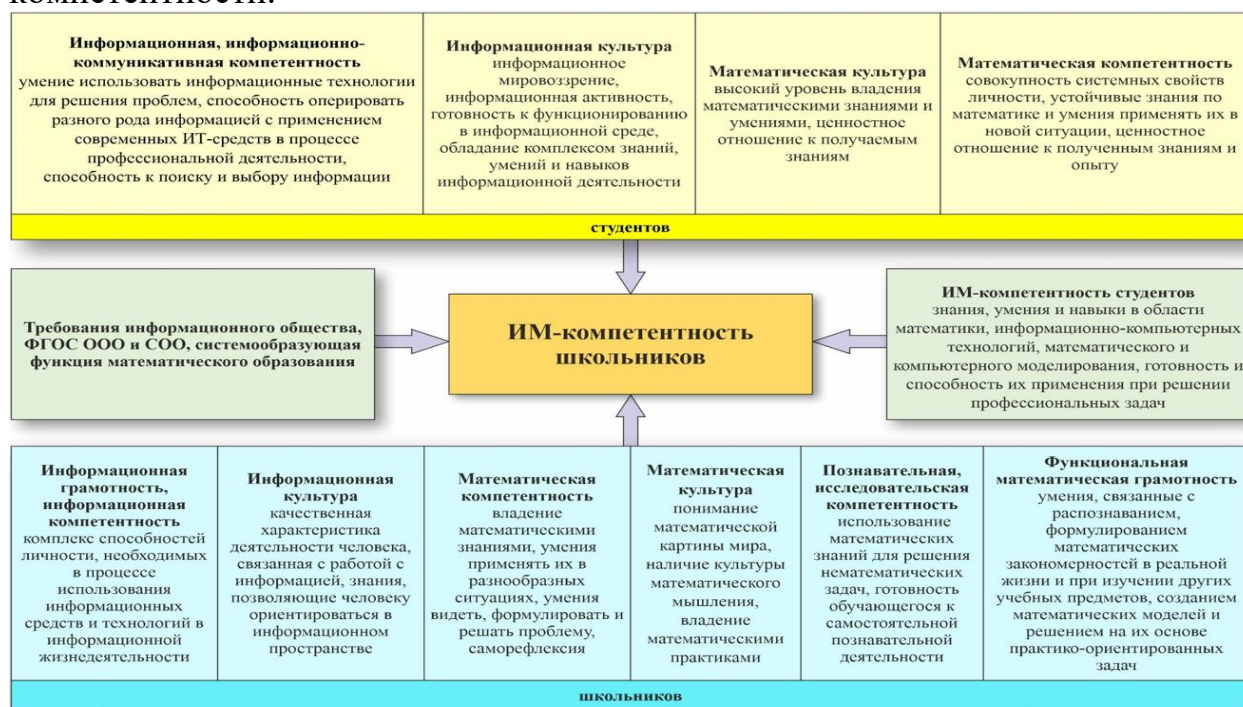 компетентности.
Информационная, информационно-
коммуникативная компетентность
умение использовать информационные технологии
для решения проблем, способность оперировать
разного рода информацией с применением
современных ИТ-средств в процессе
профессиональной деятельности,
способность к поиску и выбору информации
Информационная культура
информационное
мировоззрение,
информационная активность,
готовность к функционированию
в информационной среде,
обладание комплексом знаний,
умений и навыков
информационной деятельности
Математическая культура
высокий уровень владения
математическими знаниями и
умениями, ценностное
отношение к получаемым
знаниям
Математическая компетентность
совокупность системных свойств
личности, устойчивые знания по
математике и умения применять их в
новой ситуации, ценностное
отношение к полученным знаниям и
опыту
студентов
Требования информационного общества,
ФГОС ООО и СОО, системообразующая
функция математического образования
ИМ-компетентность
школьников
ИМ-компетентность студентов
знания, умения и навыки в области
математики, информационно-компьютерных
технологий, математического и
компьютерного моделирования, готовность и
способность их применения при решении
профессиональных задач
Информационная
грамотность,
информационная
компетентность
комплекс способностей
личности, необходимых
в процессе
использования
информационных
средств и технологий в
информационной
жизнедеятельности
Информационная
культура
качественная
характеристика
деятельности человека,
связанная с работой с
информацией, знания,
позволяющие человеку
ориентироваться в
информационном
пространстве
Математическая
компетентность
владение
математическими
знаниями, умения
применять их в
разнообразных
ситуациях, умения
видеть, формулировать и
решать проблему,
саморефлексия
Математическая
культура
понимание
математической
картины мира,
наличие культуры
математического
мышления,
владение
математическими
практиками
Познавательная,
исследовательская
компетентность
использование
математических
знаний для решения
нематематических
задач, готовность
обучающегося к
самостоятельной
познавательной
деятельности
Функциональная
математическая грамотность
умения, связанные с
распознаванием,
формулированием
математических
закономерностей в реальной
жизни и при изучении других
учебных предметов, созданием
математических моделей и
решением на их основе
практико-ориентированных
задач
школьников